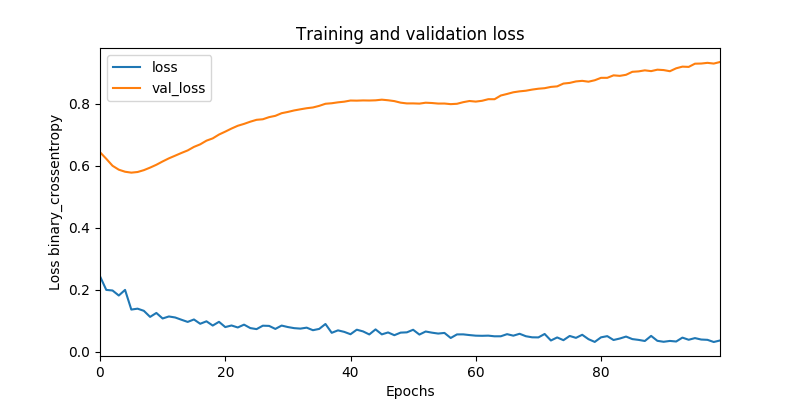 Training and validation loss
loss
val_loss
Loss binary_crossentropy
0.8
0.6
0.4
0.2
0.0
0 20 40 60 80
Epochs